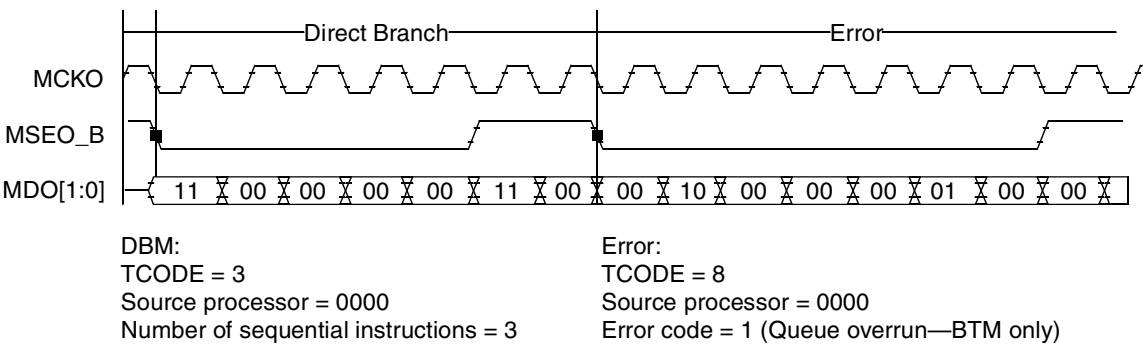 Direct Branch Error
MCKO
MSEO_B
MDO[1:0] 11 00 00 00 00 11 00 00 10 00 00 00 01 00 00
DBM:
TCODE = 3
Source processor = 0000
Number of sequential instructions = 3
Error:
TCODE = 8
Source processor = 0000
Error code = 1 (Queue overrun—BTM only)